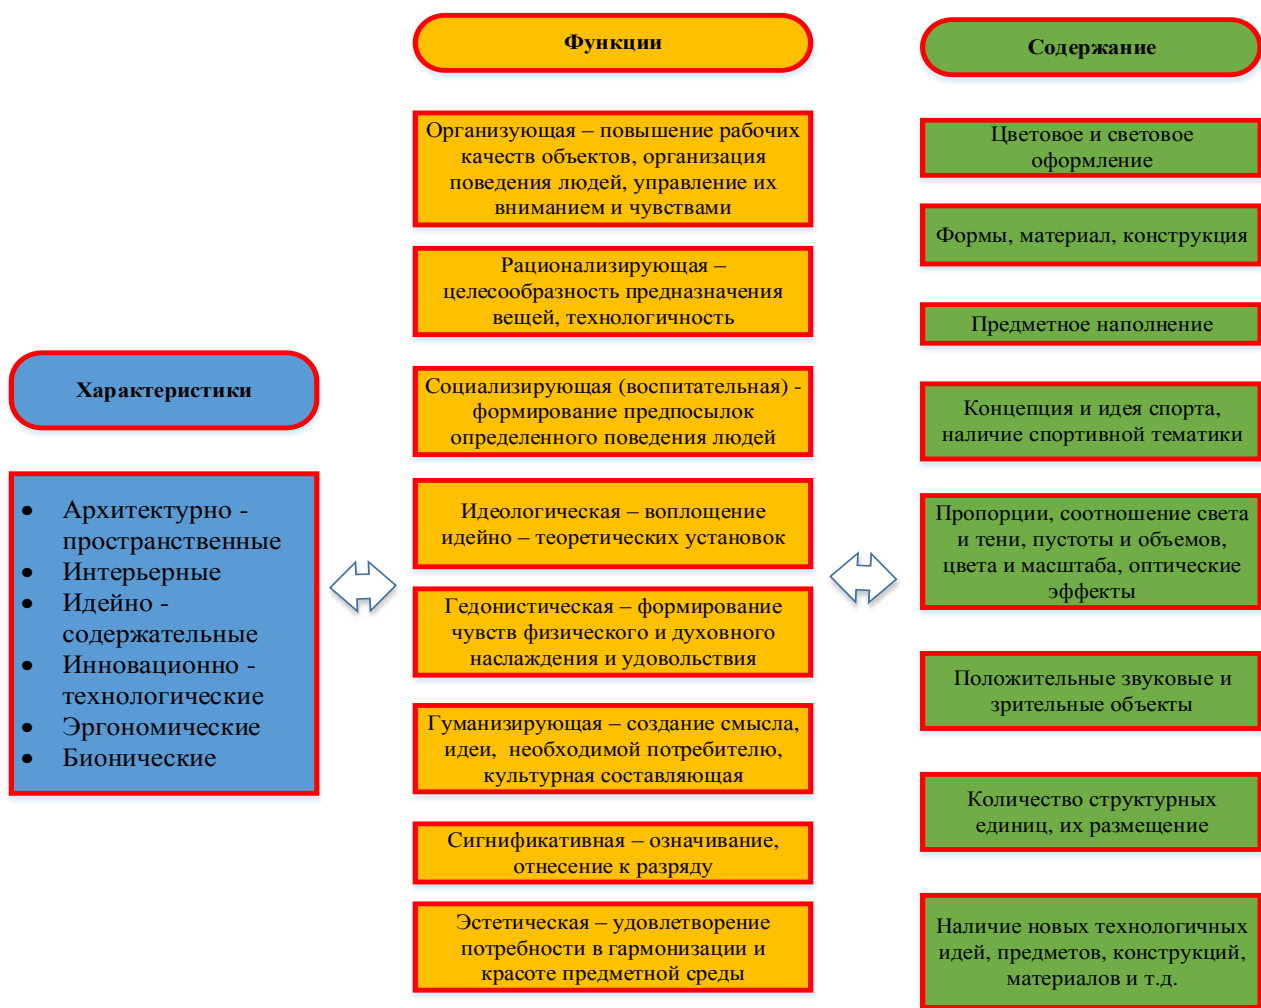 Характеристики
Архитектурно -
пространственные
Интерьерные
Идейно -
содержательные
Инновационно -
технологические
Эргономические
Бионические
Функции
Организующая – повышение рабочих
качеств объектов, организация
поведения людей, управление их
вниманием и чувствами
Рационализирующая –
целесообразность предназначения
вещей, технологичность
Социализирующая (воспитательная) -
формирование предпосылок
определенного поведения людей
Идеологическая – воплощение
идейно – теоретических установок
Гедонистическая – формирование
чувств физического и духовного
наслаждения и удовольствия
Гуманизирующая – создание смысла,
идеи, необходимой потребителю,
культурная составляющая
Сигнификативная – означивание,
отнесение к разряду
Эстетическая – удовлетворение
потребности в гармонизации и
красоте предметной среды
Содержание
Цветовое и световое
оформление
Формы, материал, конструкция
Предметное наполнение
Концепция и идея спорта,
наличие спортивной тематики
Пропорции, соотношение света
и тени, пустоты и объемов,
цвета и масштаба, оптические
эффекты
Положительные звуковые и
зрительные объекты
Количество структурных
единиц, их размещение
Наличие новых технологичных
идей, предметов, конструкций,
материалов и т.д.